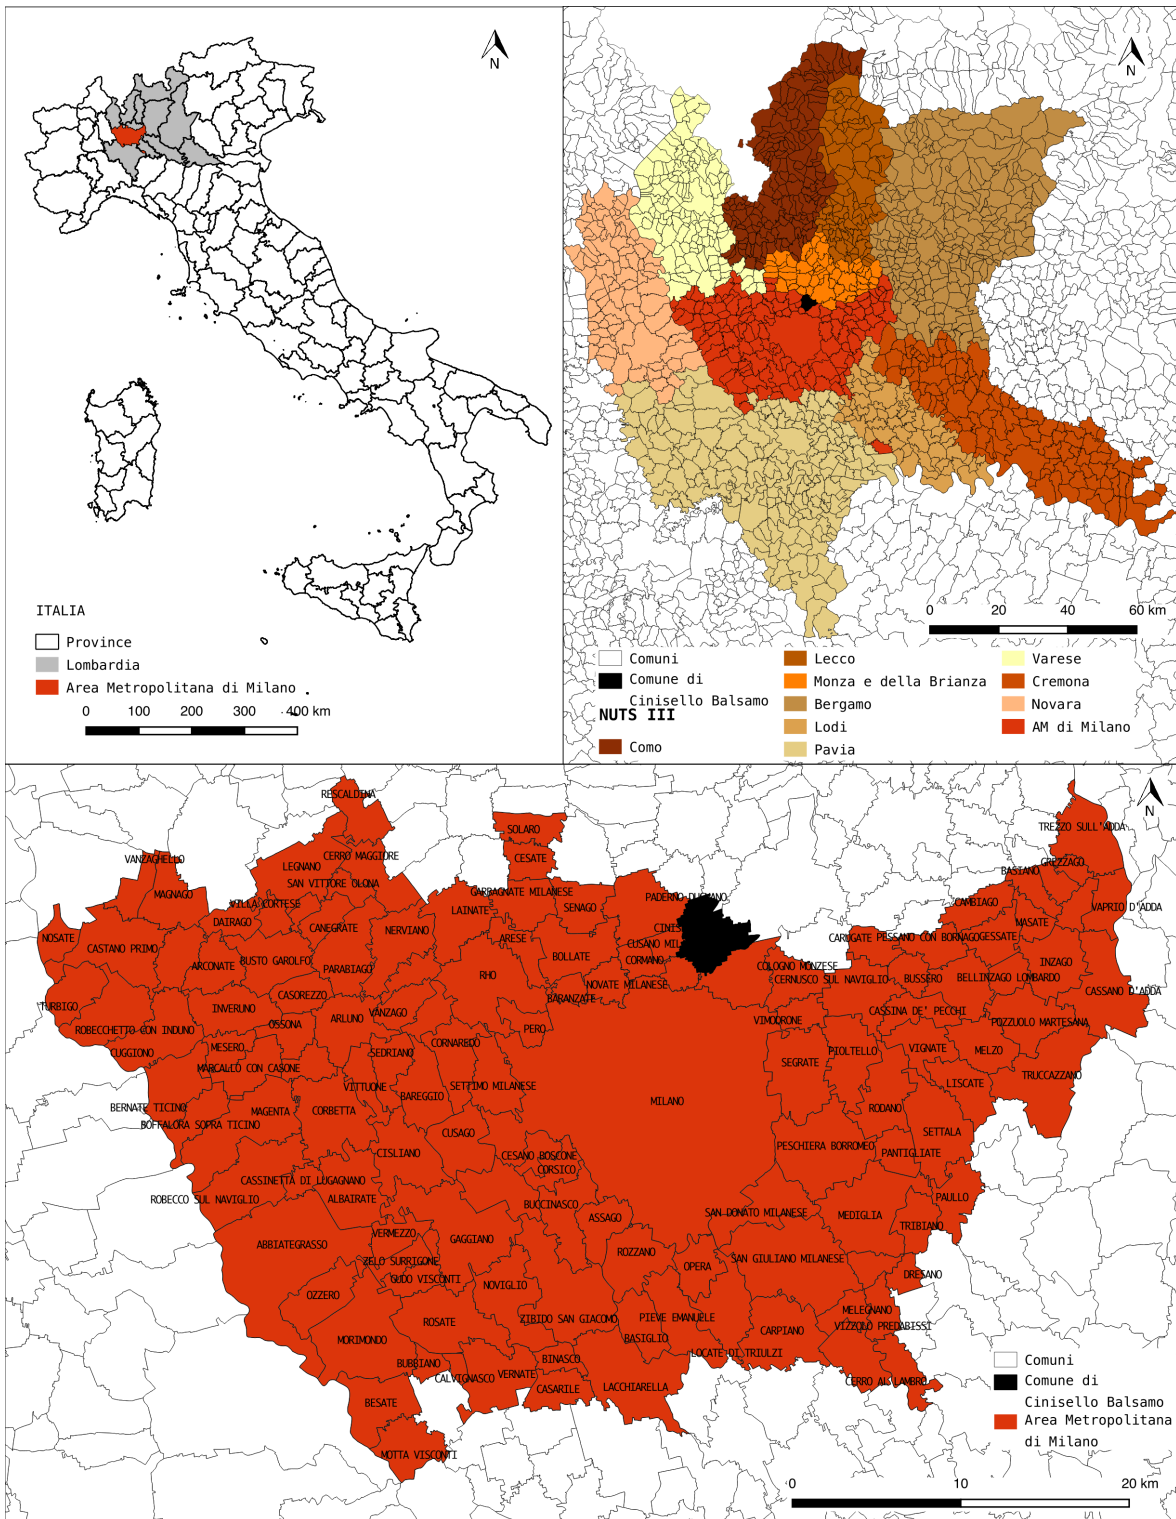 N
ITALIA
Province
Lombardia
Area Metropolitana di Milano
0 100 200 300 400 km
N
0 20 40 60 km
Comuni
Comune di
Cinisello Balsamo
NUTS III
Como
Lecco
Monza e della Brianza
Bergamo
Lodi
Pavia
Varese
Cremona
Novara
AM di Milano
N
RESCALDINA
TREZZO SULL'ADDA
SOLARO
VANZAGHELLO
CERRO MAGGIORE
CESATE
GREZZAGO
LEGNANO
BASIANO
SAN VITTORE OLONA
MAGNAGO
CARBAGNATE MILANESE
PADERNO DUGNANO
VILLA CORTESE
LAINATE
SENAGO
CAMBIAGO
VAPRIO D'ADDA
DAIRAGO
CANEGRATE
NERVIANO
CINIS
MASATE
NOSATE
ARESE
CARUGATE
PESSANO CON BORNAGO
GESSATE
CASTANO PRIMO
CUSANO MIL
BOLLATE
CORMANO
BUSTO GAROLFO
INZAGO
ARCONATE
PARABIAGO
RHO
COLOGNO MONZESE
CERNUSCO SUL NAVIGLIO
BUSSERO
BELLINZAGO LOMBARDO
NOVATE MILANESE
CASSANO D'ADDA
TURBIGO
CASOREZZO
BARANZATE
INVERUNO
VANZAGO
CASSINA DE' PECCHI
ARLUNO
VIMODRONE
POZZUOLO MARTESANA
OSSONA
ROBECCHETTO CON INDUNO
PERO
CORNAREDO
MESERO
CUGGIONO
SEDRIANO
PIOLTELLO
VIGNATE
MELZO
SEGRATE
MARCALLO CON CASONE
TRUCCAZZANO
VITTUONE
SETTIMO MILANESE
LISCATE
BAREGGIO
MILANO
BERNATE TICINO
MAGENTA
CORBETTA
RODANO
BOFFALORA SOPRA TICINO
CUSAGO
SETTALA
PESCHIERA BORROMEO
CISLIANO
CESANO BOSCONE
PANTIGLIATE
CORSICO
CASSINETTA DI LUGAGNANO
ROBECCO SUL NAVIGLIO
ALBAIRATE
PAULLO
BUCCINASCO
SAN DONATO MILANESE
ASSAGO
MEDIGLIA
TRIBIANO
VERMEZZO
GAGGIANO
ABBIATEGRASSO
ROZZANO
SAN GIULIANO MILANESE
ZELO SURRIGONE
OPERA
DRESANO
GUDO VISCONTI
NOVIGLIO
OZZERO
MELEGNANO
ZIBIDO SAN GIACOMO
PIEVE EMANUELE
ROSATE
VIZZOLO PREDABISSI
CARPIANO
MORIMONDO
BASIGLIO
LOCATE DI TRIULZI
BINASCO
BUBBIANO
VERNATE
CALVIGNASCO
CERRO AL LAMBRO
CASARILE
LACCHIARELLA
BESATE
MOTTA VISCONTI
Comuni
Comune di
Cinisello Balsamo
Area Metropolitana
di Milano
0 10 20 km